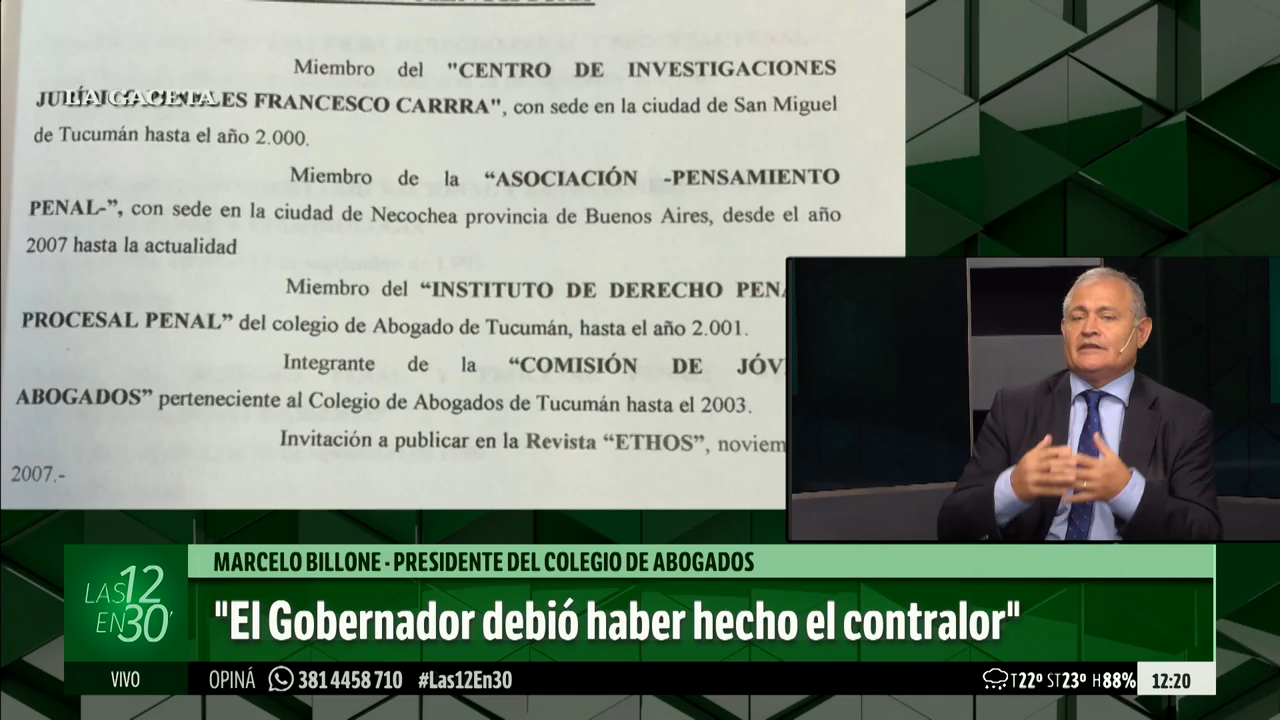 Miembro del "CENTRO DE INVESTIGACIONES
LA GACETA
PENALES FRANCESCO CARRRA", con sede en la ciudad de San Miguel
de Tucumán hasta el año 2.000.
Miembro de la “ASOCIACIÓN -PENSAMIENTO
PENAL-”, con sede en la ciudad de Necochea provincia de Buenos Aires, desde el año
2007 hasta la actualidad
Miembro del “INSTITUTO DE DERECHO PENA
PROCESAL PENAL” del colegio de Abogado de Tucumán, hasta el año 2.001.
Integrante de la “COMISIÓN DE JÓV
ABOGADOS” perteneciente al Colegio de Abogados de Tucumán hasta el 2003.
Invitación a publicar en la Revista “ETHOS”, noviem
2007.-
MARCELO BILLONE - PRESIDENTE DEL COLEGIO DE ABOGADOS
"El Gobernador debió haber hecho el contralor"
LAS 12
EN 30'
VIVO
OPINÁ 381 4458 710 #Las12En30
T22º ST23º H88%
12:20